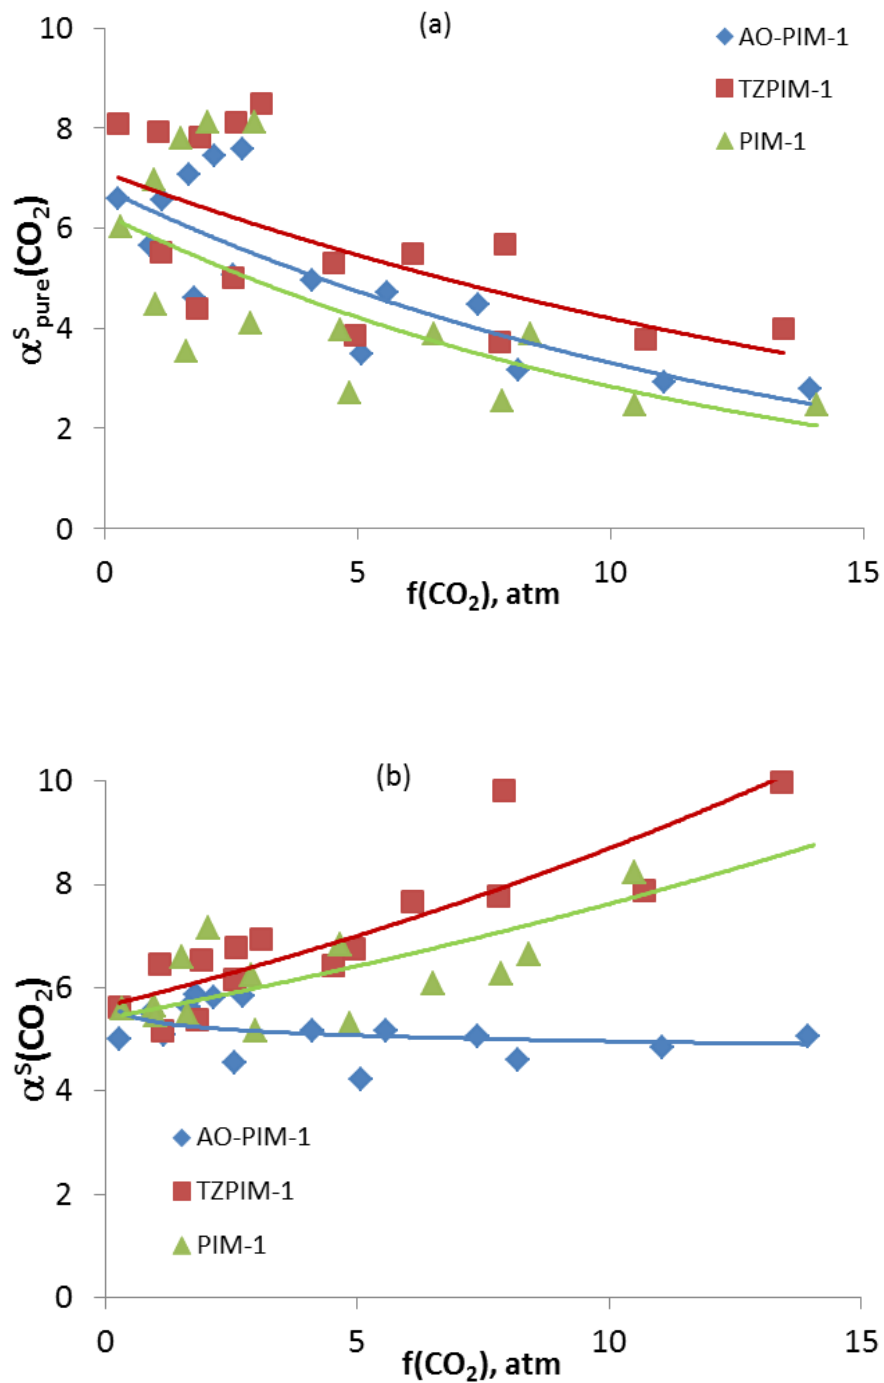 (a)
10
8
6
4
2
0
α^S_pure(CO₂)
AO-PIM-1
TZPIM-1
PIM-1
0 5 10 15
f(CO₂), atm
(b)
10
8
6
4
2
0
α^S(CO₂)
AO-PIM-1
TZPIM-1
PIM-1
0 5 10 15
f(CO₂), atm